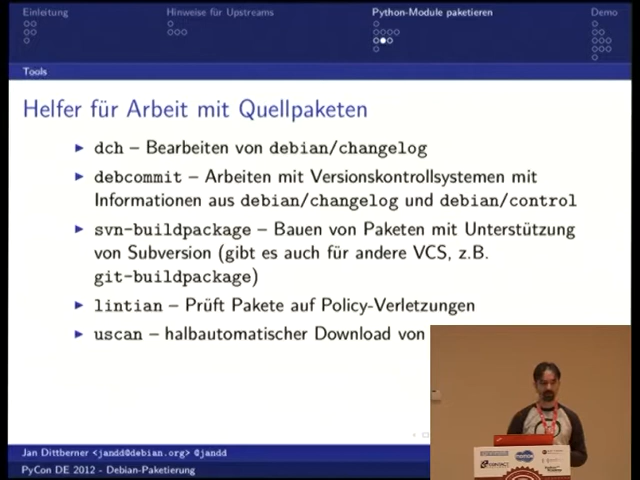 Einleitung
Hinweise für Upstreams
Python-Module paketieren
Demo
Tools
Helfer für Arbeit mit Quellpaketen
dch – Bearbeiten von debian/changelog
debcommit – Arbeiten mit Versionskontrollsystemen mit
Informationen aus debian/changelog und debian/control
svn-buildpackage – Bauen von Paketen mit Unterstützung
von Subversion (gibt es auch für andere VCS, z.B.
git-buildpackage)
lintian – Prüft Pakete auf Policy-Verletzungen
uscan – halbautomatischer Download von
Jan Dittberner <jandd@debian.org> @jandd
PyCon DE 2012 - Debian-Paketierung